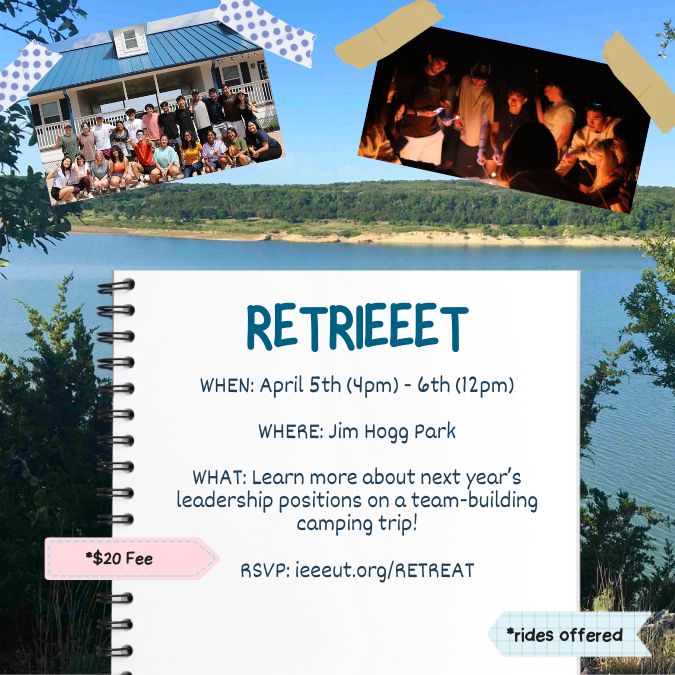 RETRIEEET
WHEN: April 5th (4pm) - 6th (12pm)
WHERE: Jim Hogg Park
WHAT: Learn more about next year's
leadership positions on a team-building
camping trip!
*$20 Fee
RSVP: ieeeut.org/RETREAT
*rides offered